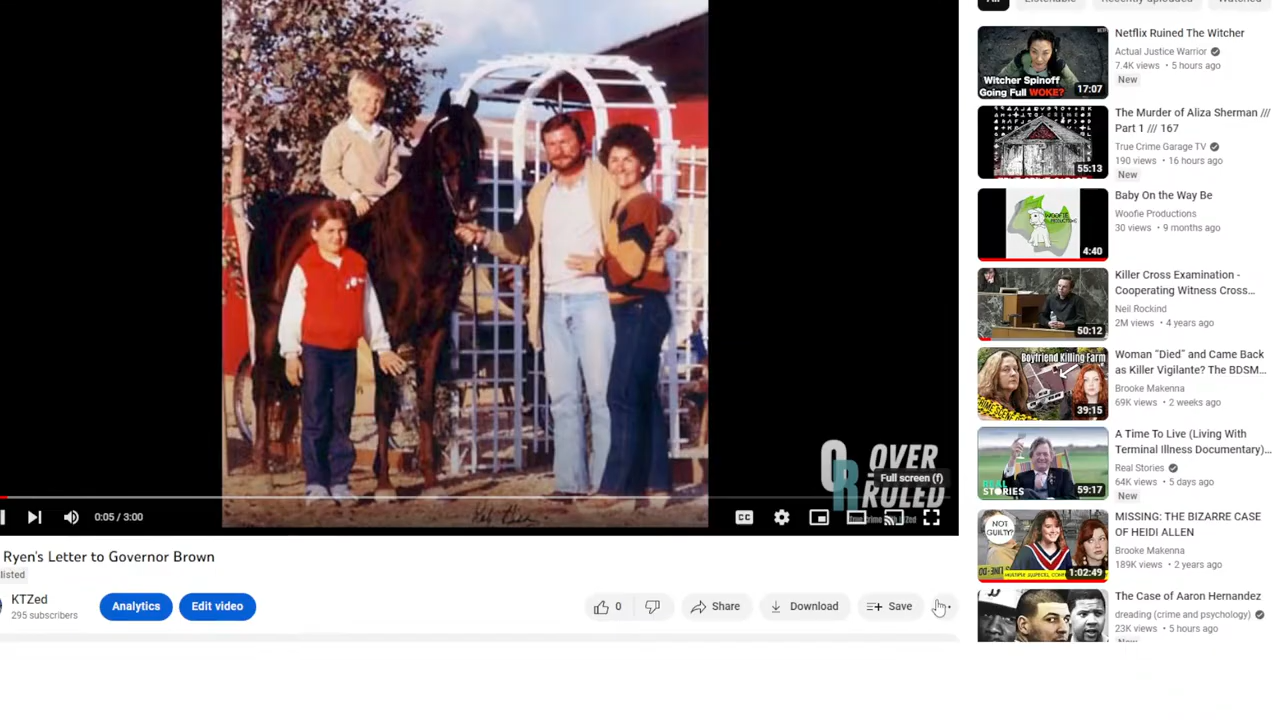 Netflix Ruined The Witcher
Actual Justice Warrior
7.4K views • 5 hours ago
New
Witcher Spinoff
Going Full WOKE?
17:07
The Murder of Aliza Sherman ///
Part 1 /// 167
True Crime Garage TV
190 views • 16 hours ago
New
55:13
Baby On the Way Be
Woofie Productions
30 views • 9 months ago
4:40
Killer Cross Examination -
Cooperating Witness Cross...
Neil Rockind
2M views • 4 years ago
50:12
Woman “Died” and Came Back
as Killer Vigilante? The BDSM...
Brooke Makenna
69K views • 2 weeks ago
Boyfriend Killing Farm
39:15
A Time To Live (Living With
Terminal Illness Documentary)...
Real Stories
64K views • 5 days ago
New
REAL
STORIES
59:17
MISSING: THE BIZARRE CASE
OF HEIDI ALLEN
Brooke Makenna
189K views • 2 years ago
NOT
GUILTY?
1:02:49
The Case of Aaron Hernandez
dreading (crime and psychology)
23K views • 5 hours ago
OR OVER
RULED
Full screen (f)
0:05 / 3:00
CC
Ryen's Letter to Governor Brown
listed
KTZed
295 subscribers
Analytics
Edit video
0
Share
Download
Save